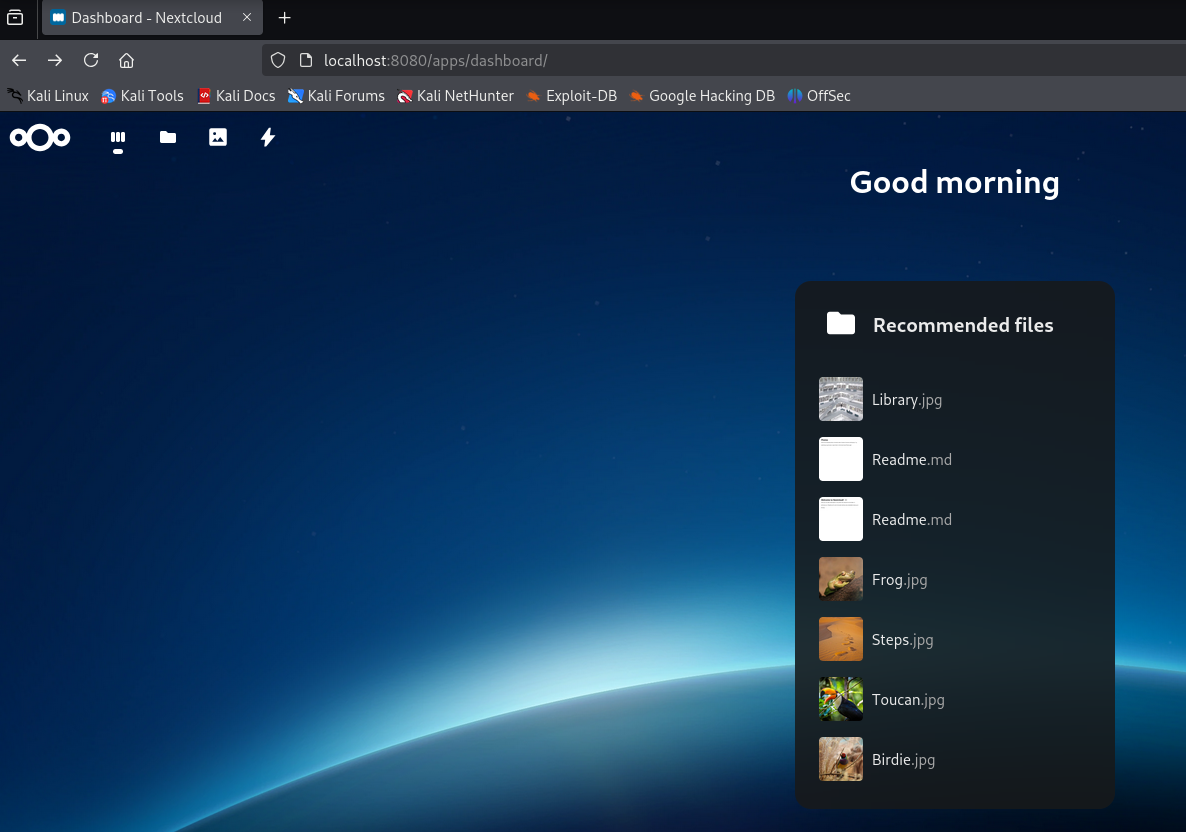 Dashboard - Nextcloud
localhost:8080/apps/dashboard/
Kali Linux Kali Tools Kali Docs Kali Forums Kali NetHunter Exploit-DB Google Hacking DB OffSec
Good morning
Recommended files
Library.jpg
Readme.md
Readme.md
Frog.jpg
Steps.jpg
Toucan.jpg
Birdie.jpg